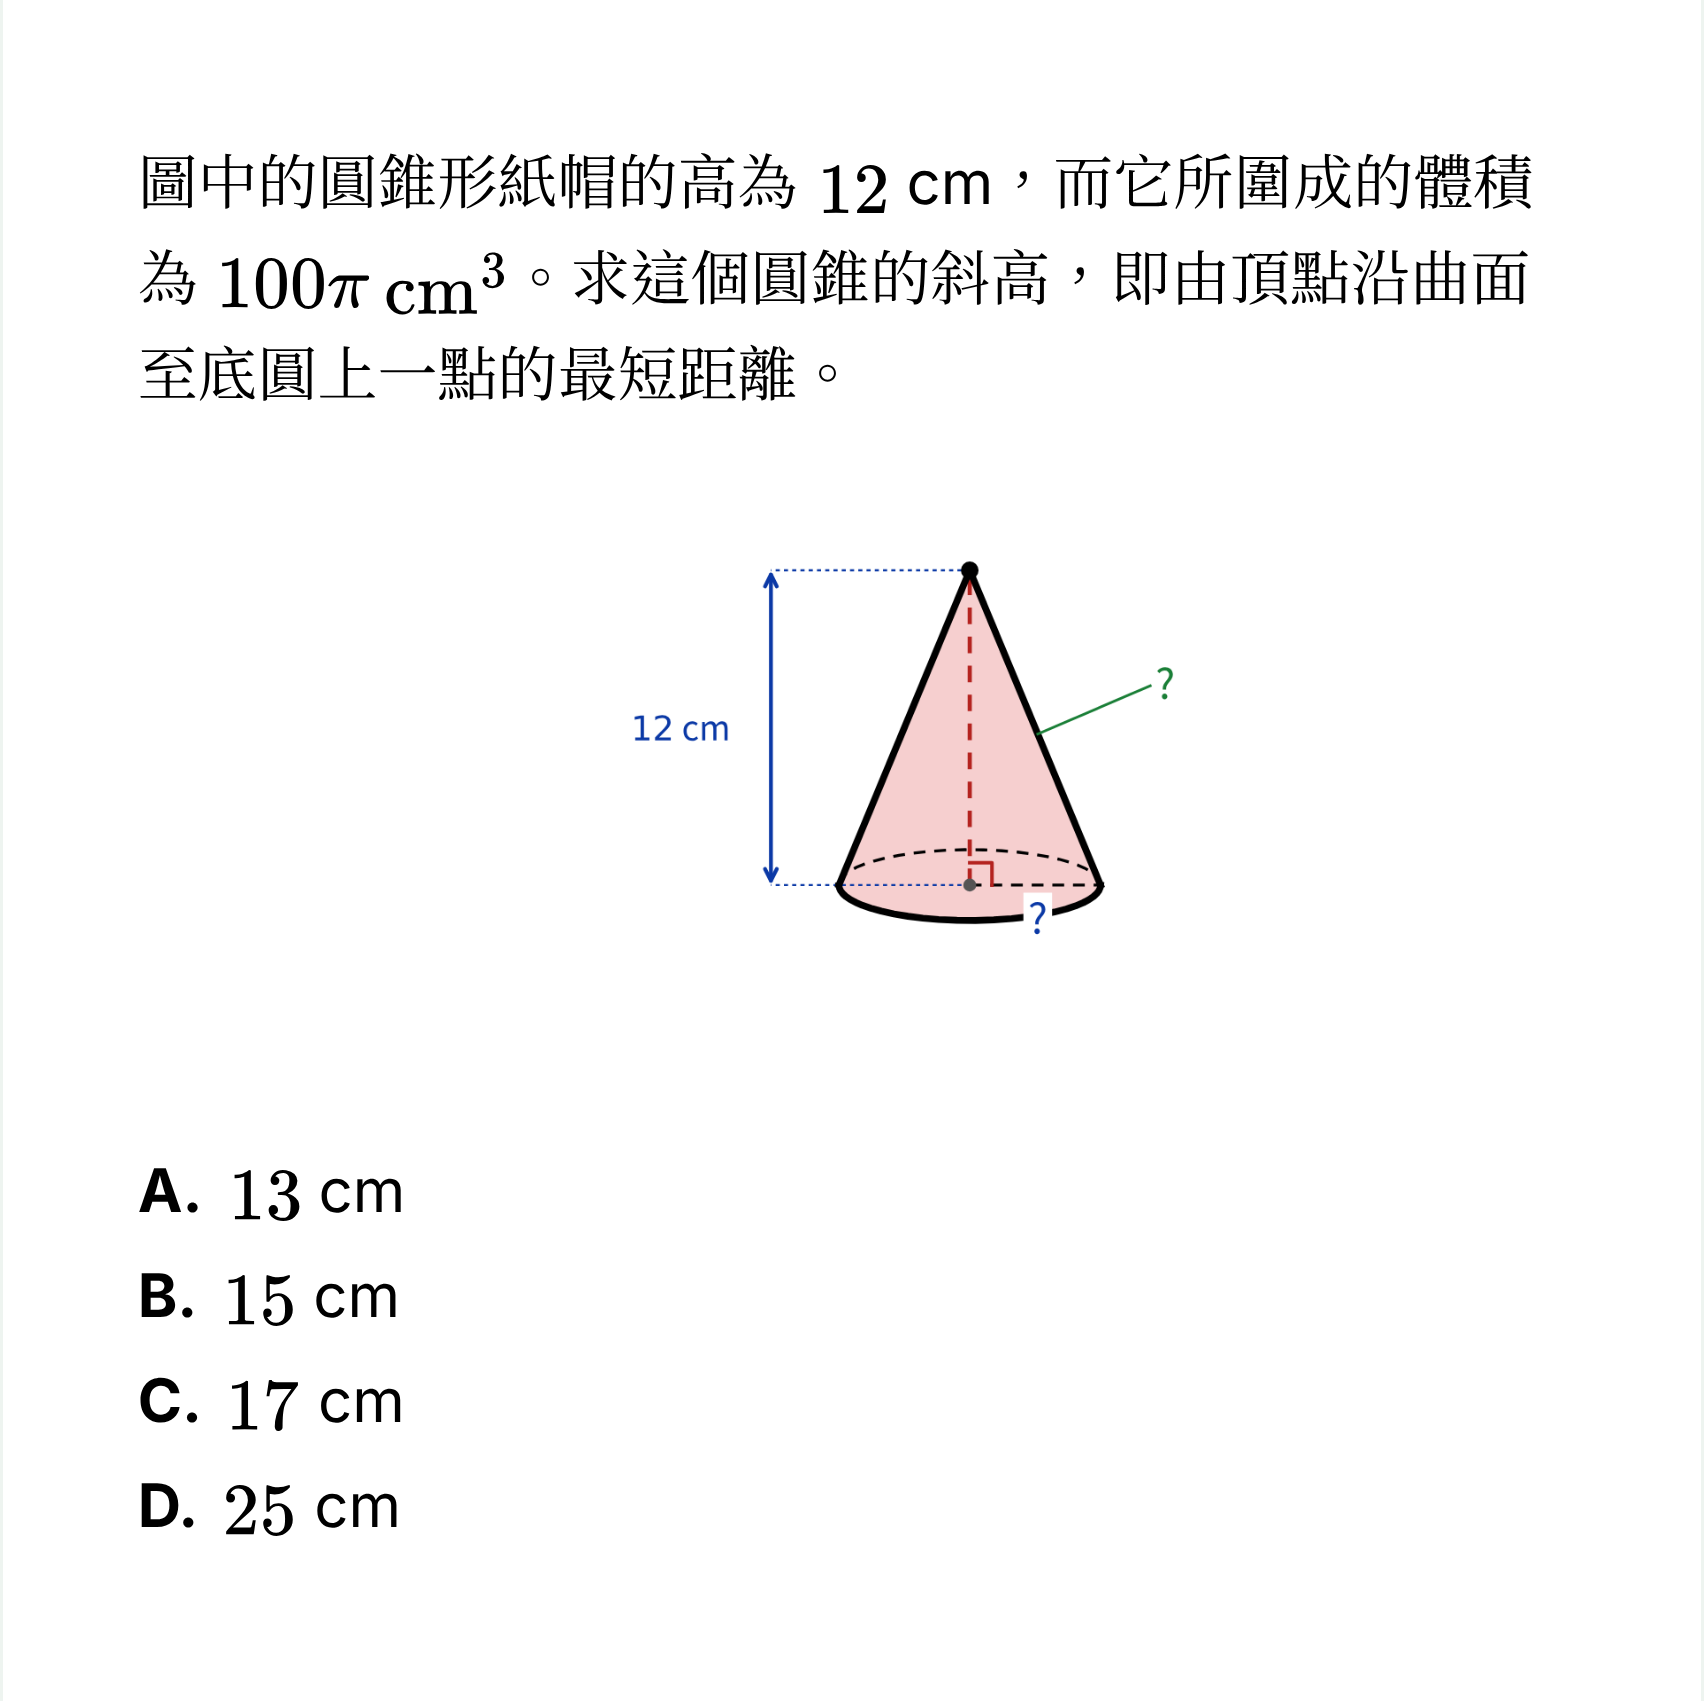 圖中的圓錐形紙帽的高為 12 cm，而它所圍成的體積
為 100π cm³。求這個圓錐的斜高，即由頂點沿曲面
至底圓上一點的最短距離。
12 cm
?
?
A. 13 cm
B. 15 cm
C. 17 cm
D. 25 cm